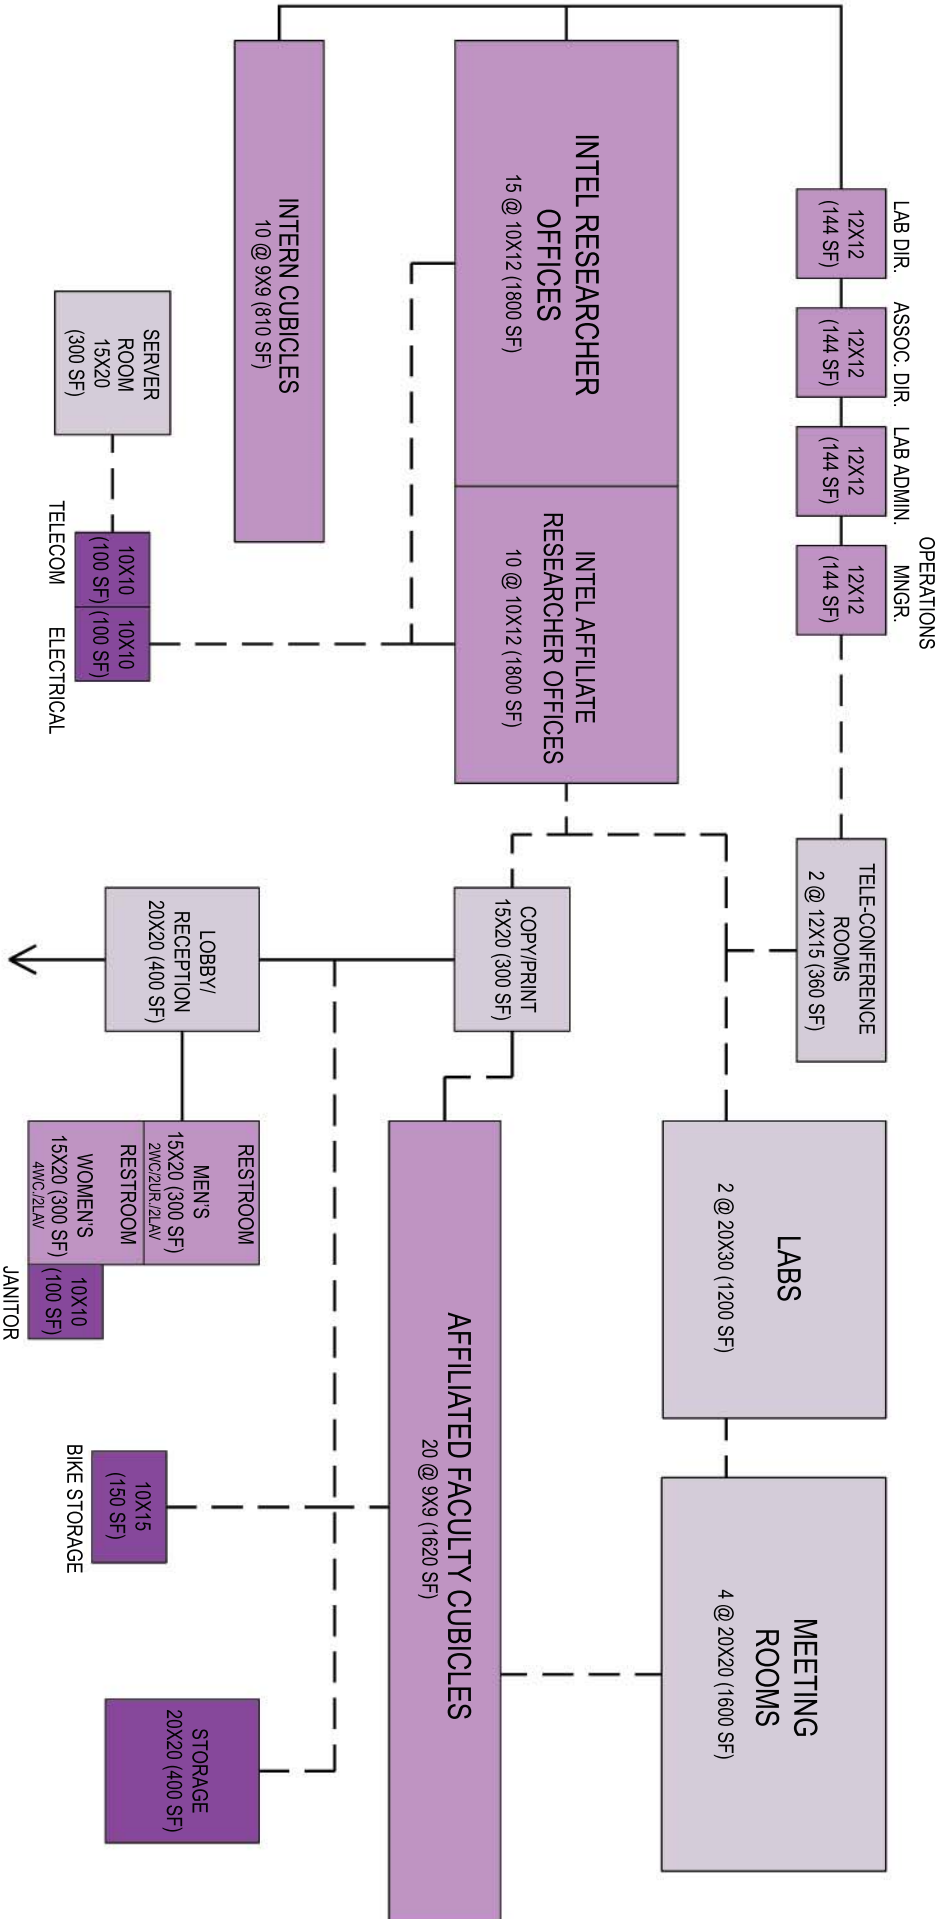 LAB DIR.
12X12
(144 SF)
ASSOC. DIR.
12X12
(144 SF)
LAB ADMIN.
12X12
(144 SF)
OPERATIONS
MNGR.
12X12
(144 SF)
TELE-CONFERENCE
ROOMS
2 @ 12X15 (360 SF)
LABS
2 @ 20X30 (1200 SF)
MEETING
ROOMS
4 @ 20X20 (1600 SF)
INTEL RESEARCHER
OFFICES
15 @ 10X12 (1800 SF)
INTEL AFFILIATE
RESEARCHER OFFICES
10 @ 10X12 (1800 SF)
COPY/PRINT
15X20 (300 SF)
AFFILIATED FACULTY CUBICLES
20 @ 9X9 (1620 SF)
INTERN CUBICLES
10 @ 9X9 (810 SF)
SERVER
ROOM
15X20
(300 SF)
10X10
(100 SF)
TELECOM
10X10
(100 SF)
ELECTRICAL
LOBBY/
RECEPTION
20X20 (400 SF)
RESTROOM
MEN'S
15X20 (300 SF)
2WC/2UR./2LAV
RESTROOM
WOMEN'S
15X20 (300 SF)
4WC./2LAV
10X10
(100 SF)
JANITOR
10X15
(150 SF)
BIKE STORAGE
STORAGE
20X20 (400 SF)